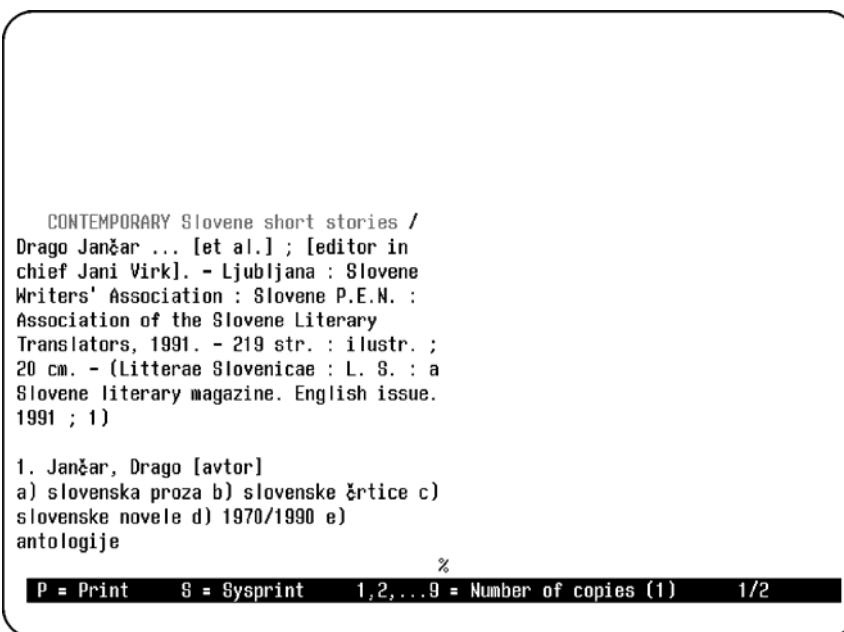 CONTEMPORARY Slovene short stories /
Drago Jančar ... [et al.] ; [editor in
chief Jani Virk]. - Ljubljana : Slovene
Writers' Association : Slovene P.E.N. :
Association of the Slovene Literary
Translators, 1991. - 219 str. : ilustr. ;
20 cm. - (Litterae Slovenicae : L. S. : a
Slovene literary magazine. English issue.
1991 ; 1)
1. Jančar, Drago [avtor]
a) slovenska proza b) slovenske črtice c)
slovenske novele d) 1970/1990 e)
antologije
%
P = Print S = Sysprint 1,2,...9 = Number of copies (1) 1/2